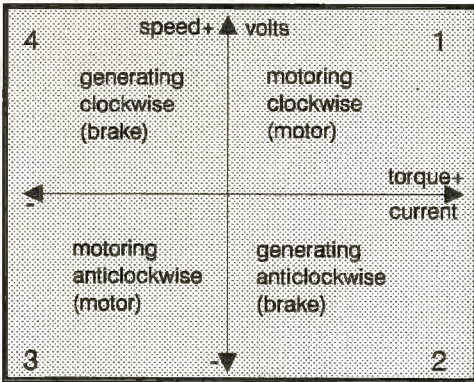 4
speed+ volts
1
generating
clockwise
(brake)
motoring
clockwise
(motor)
torque+
-
current
motoring
anticlockwise
(motor)
generating
anticlockwise
(brake)
3
-
2